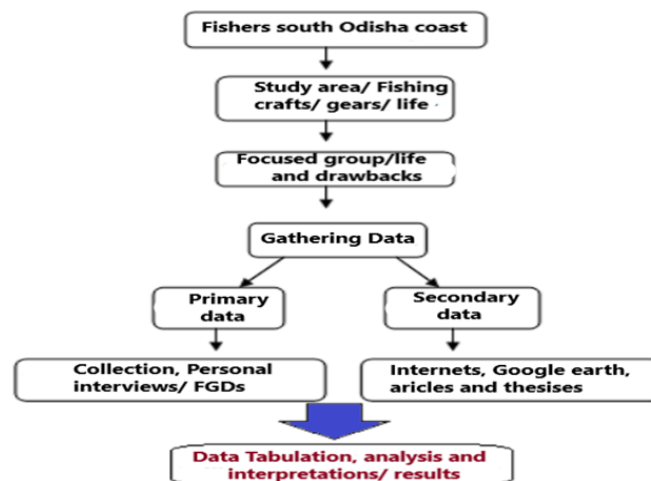 Fishers south Odisha coast
Study area/ Fishing
crafts/ gears/ life .
Focused group/life
and drawbacks
Gathering Data
Primary
data
Secondary
data
Collection, Personal
interviews/ FGDs
Internets, Google earth,
aricles and thesises
Data Tabulation, analysis and
interpretations/ results